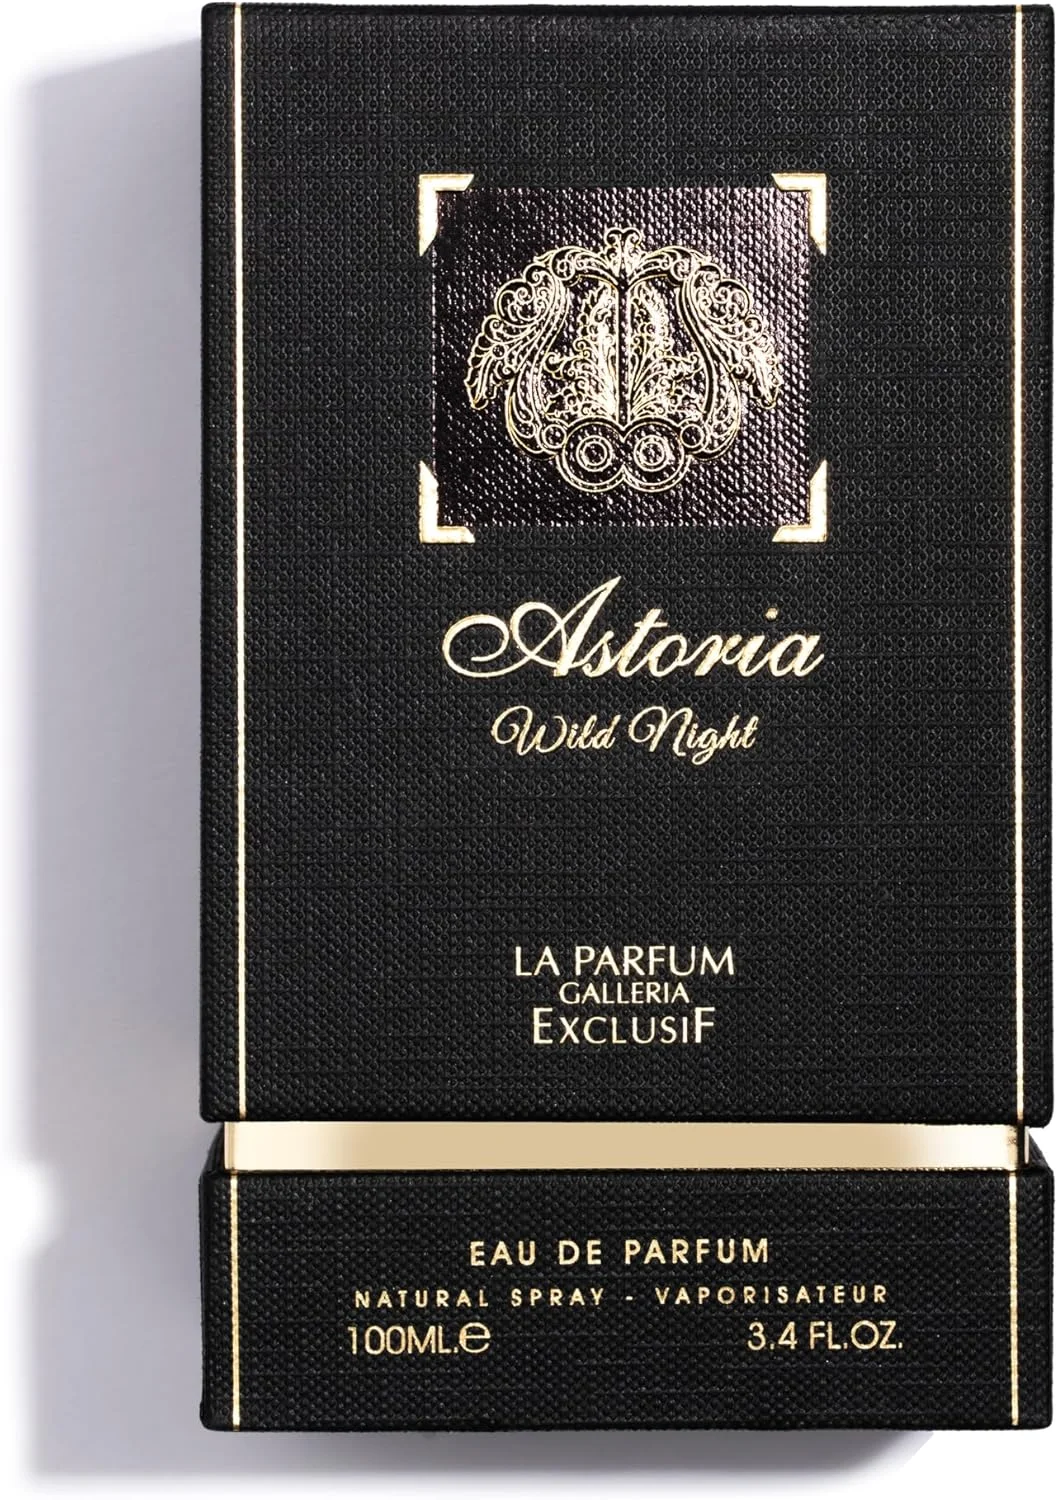 Astoria
Wild Night
LA PARFUM
GALLERIA
EXCLUSIF
EAU DE PARFUM
NATURAL SPRAY - VAPORISATEUR
100ML.e 3.4 FL.OZ.